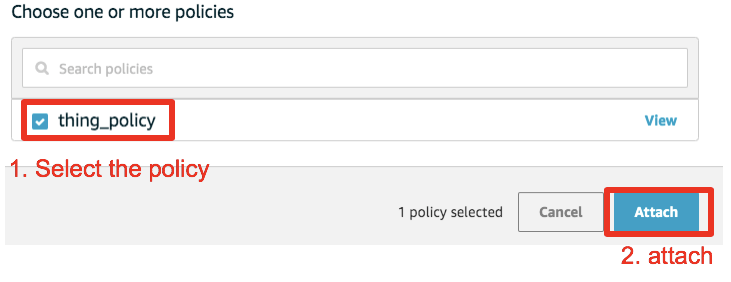 Choose one or more policies
Search policies
thing_policy View
1. Select the policy
1 policy selected Cancel Attach
2. attach